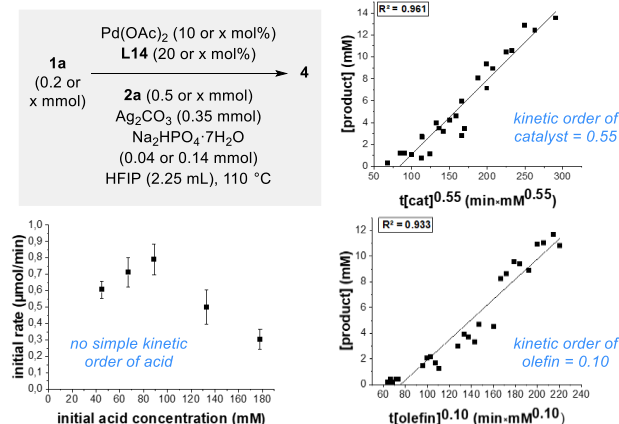 Pd(OAc)2 (10 or x mol%)
L14 (20 or x mol%)
1a
(0.2 or
x mmol)
4
2a (0.5 or x mmol)
Ag2CO3 (0.35 mmol)
Na2HPO4·7H2O
(0.04 or 0.14 mmol)
HFIP (2.25 mL), 110 °C
R² = 0.961
[product] (mM)
14
12
10
8
6
4
2
0
50 100 150 200 250 300
kinetic order of
catalyst = 0.55
t[cat]0.55 (min×mM0.55)
initial rate (µmol/min)
1,0
0,9
0,8
0,7
0,6
0,5
0,4
0,3
0,2
0,1
0,0
0 20 40 60 80 100 120 140 160 180
no simple kinetic
order of acid
initial acid concentration (mM)
R² = 0.933
[product] (mM)
12
10
8
6
4
2
0
60 80 100 120 140 160 180 200 220 240
kinetic order of
olefin = 0.10
t[olefin]0.10 (min×mM0.10)